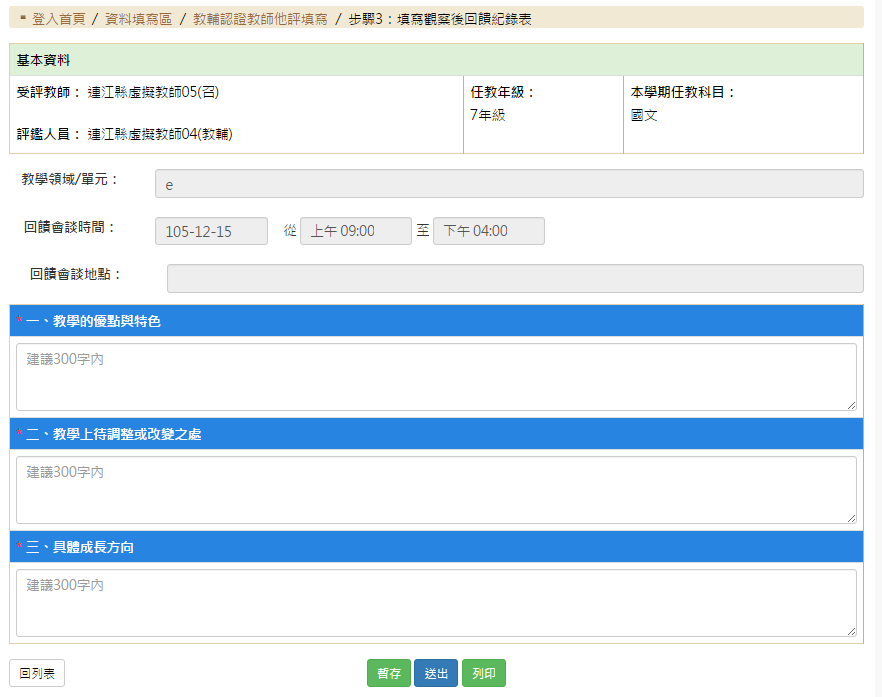 登入首頁 / 資料填寫區 / 教輔認證教師他評填寫 / 步驟3：填寫觀察後回饋紀錄表
基本資料
受評教師： 連江縣虛擬教師05(召)
評鑑人員： 連江縣虛擬教師04(教輔)
任教年級：
7年級
本學期任教科目：
國文
教學領域/單元： e
回饋會談時間： 105-12-15 從 上午 09:00 至 下午 04:00
回饋會談地點：
* 一、教學的優點與特色
建議300字內
* 二、教學上待調整或改變之處
建議300字內
* 三、具體成長方向
建議300字內
回列表 暫存 送出 列印